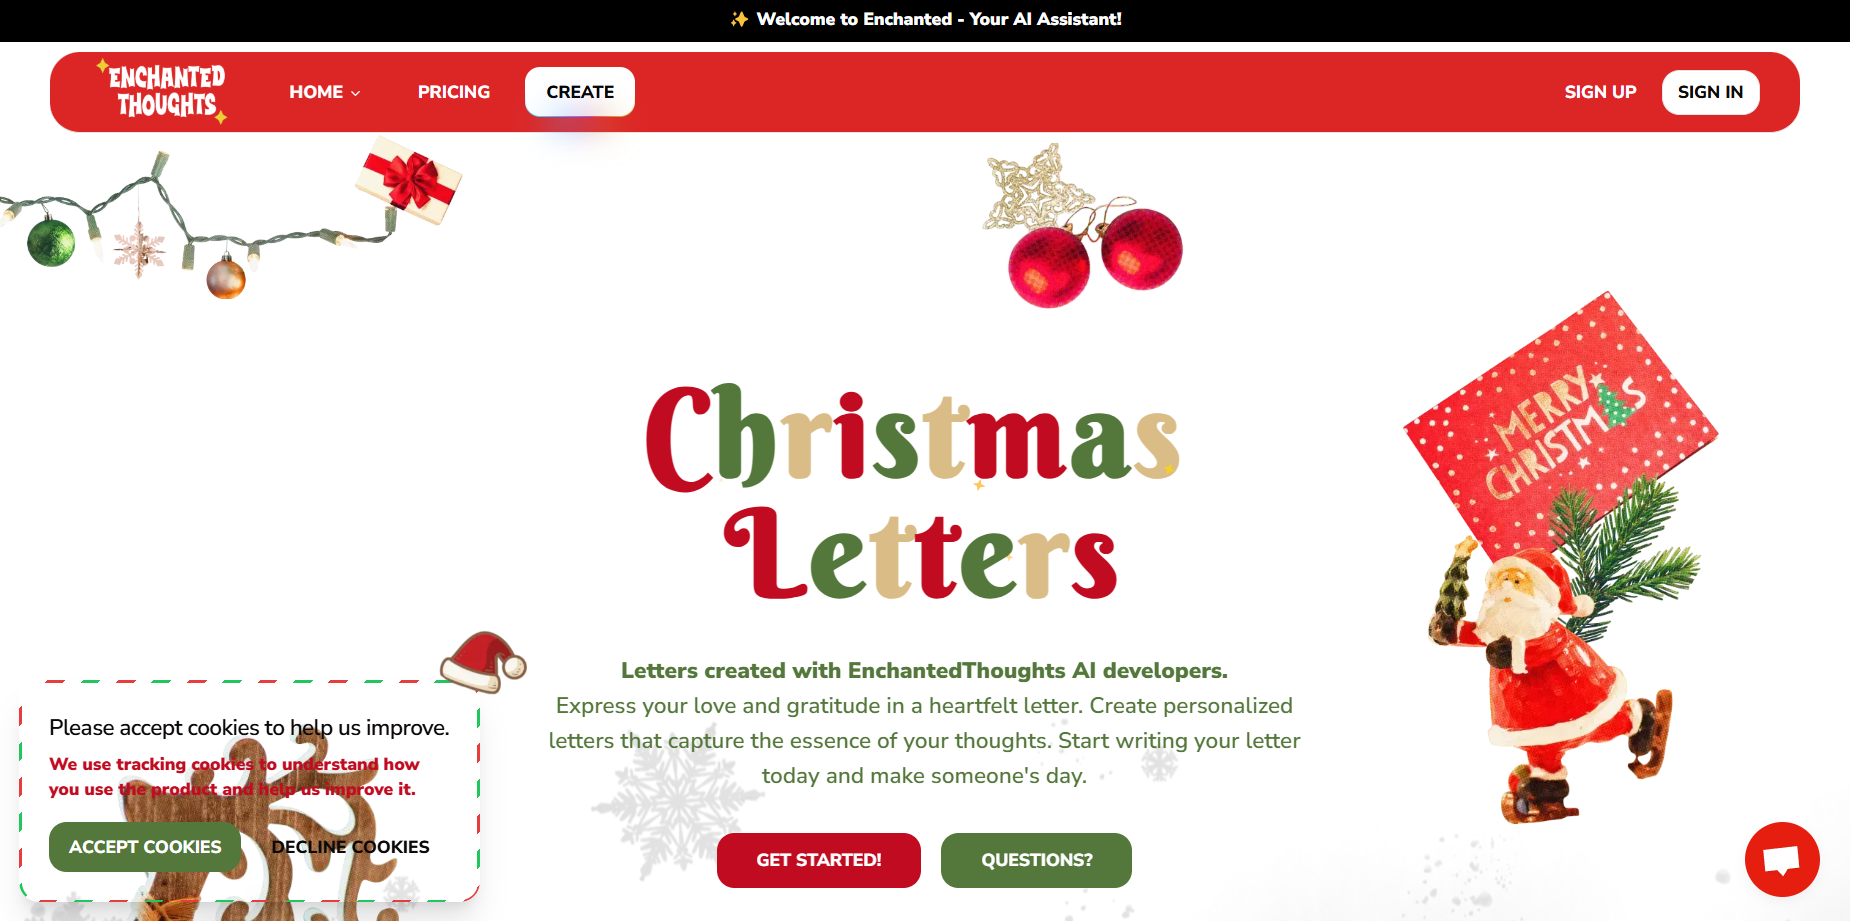 ✨ Welcome to Enchanted - Your AI Assistant!
ENCHANTED
THOUGHTS
HOME
PRICING
CREATE
SIGN UP
SIGN IN
MERRY
CHRISTMAS
Christmas
Letters
Letters created with EnchantedThoughts AI developers.
Express your love and gratitude in a heartfelt letter. Create personalized
letters that capture the essence of your thoughts. Start writing your letter
today and make someone's day.
GET STARTED!
QUESTIONS?
Please accept cookies to help us improve.
We use tracking cookies to understand how
you use the product and help us improve it.
ACCEPT COOKIES
DECLINE COOKIES